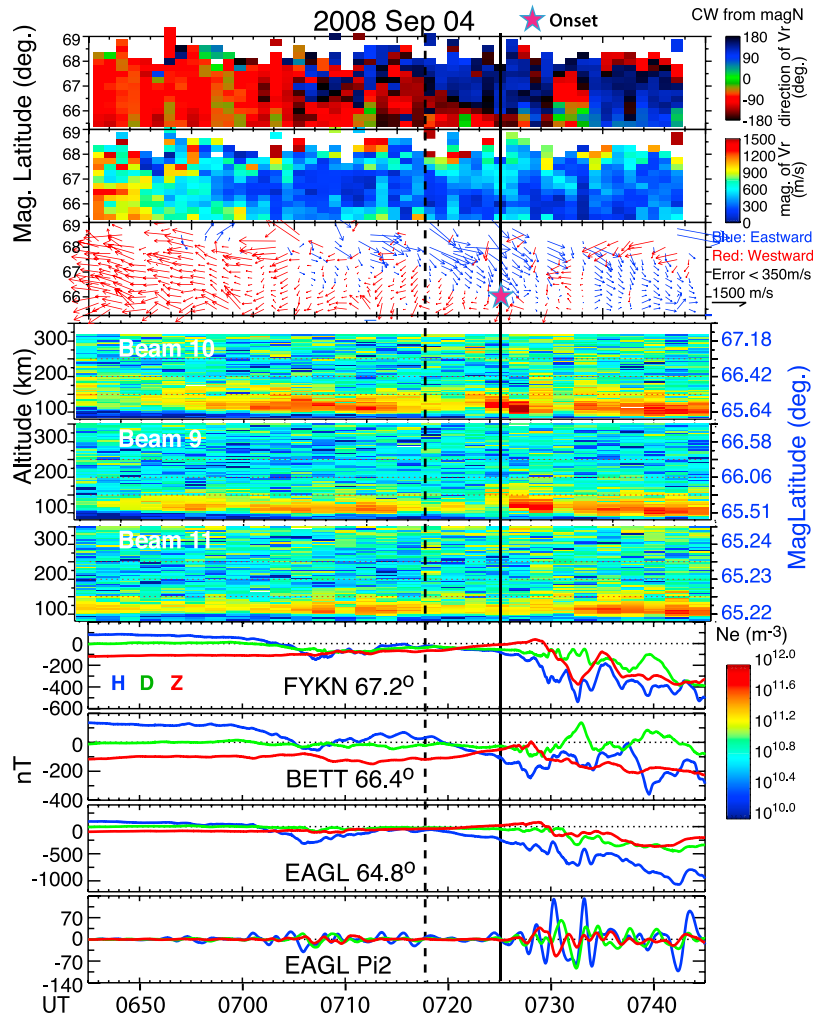 2008 Sep 04
Onset
CW from magN
69
68
67
66
Mag. Latitude (deg.)
180
90
0
-90
-180
direction of Vr
(deg.)
69
68
67
66
1500
1200
900
600
300
0
mag. of Vr
(m/s)
69
68
67
66
Blue: Eastward
Red: Westward
Error < 350m/s
1500 m/s
Altitude (km)
300
200
100
Beam 10
67.18
66.42
65.64
300
200
100
Beam 9
66.58
66.06
65.51
MagLatitude (deg.)
300
200
100
Beam 11
65.24
65.23
65.22
nT
0
-200
-400
-600
H D Z
FYKN 67.2o
Ne (m-3)
10^12.0
10^11.6
10^11.2
10^10.8
10^10.4
10^10.0
200
0
-200
-400
BETT 66.4o
0
-500
-1000
EAGL 64.8o
70
0
-70
-140
EAGL Pi2
UT 0650 0700 0710 0720 0730 0740